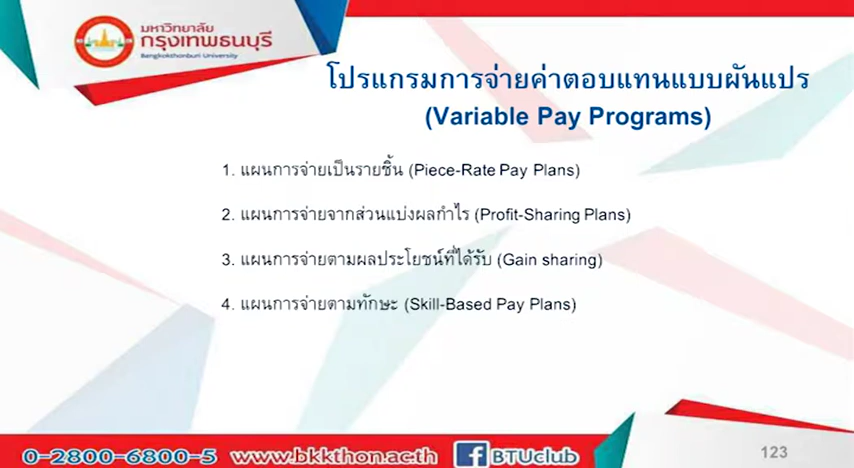 มหาวิทยาลัย
กรุงเทพธนบุรี
Bangkokthonburi University
โปรแกรมการจ่ายค่าตอบแทนแบบผันแปร
(Variable Pay Programs)
1. แผนการจ่ายเป็นรายชิ้น (Piece-Rate Pay Plans)
2. แผนการจ่ายจากส่วนแบ่งผลกำไร (Profit-Sharing Plans)
3. แผนการจ่ายตามผลประโยชน์ที่ได้รับ (Gain sharing)
4. แผนการจ่ายตามทักษะ (Skill-Based Pay Plans)
0-2800-6800-5 www.bkkthon.ac.th f BTUclub
123